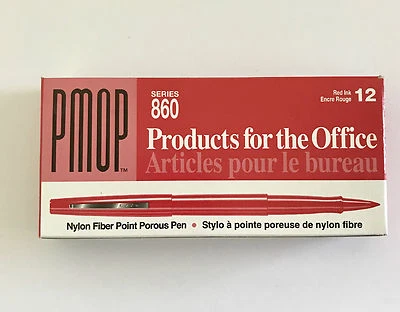 PMOP™
SERIES
860
Red Ink
Encre Rouge
12
Products for the Office
Articles pour le bureau
Nylon Fiber Point Porous Pen • Stylo à pointe poreuse de nylon fibre